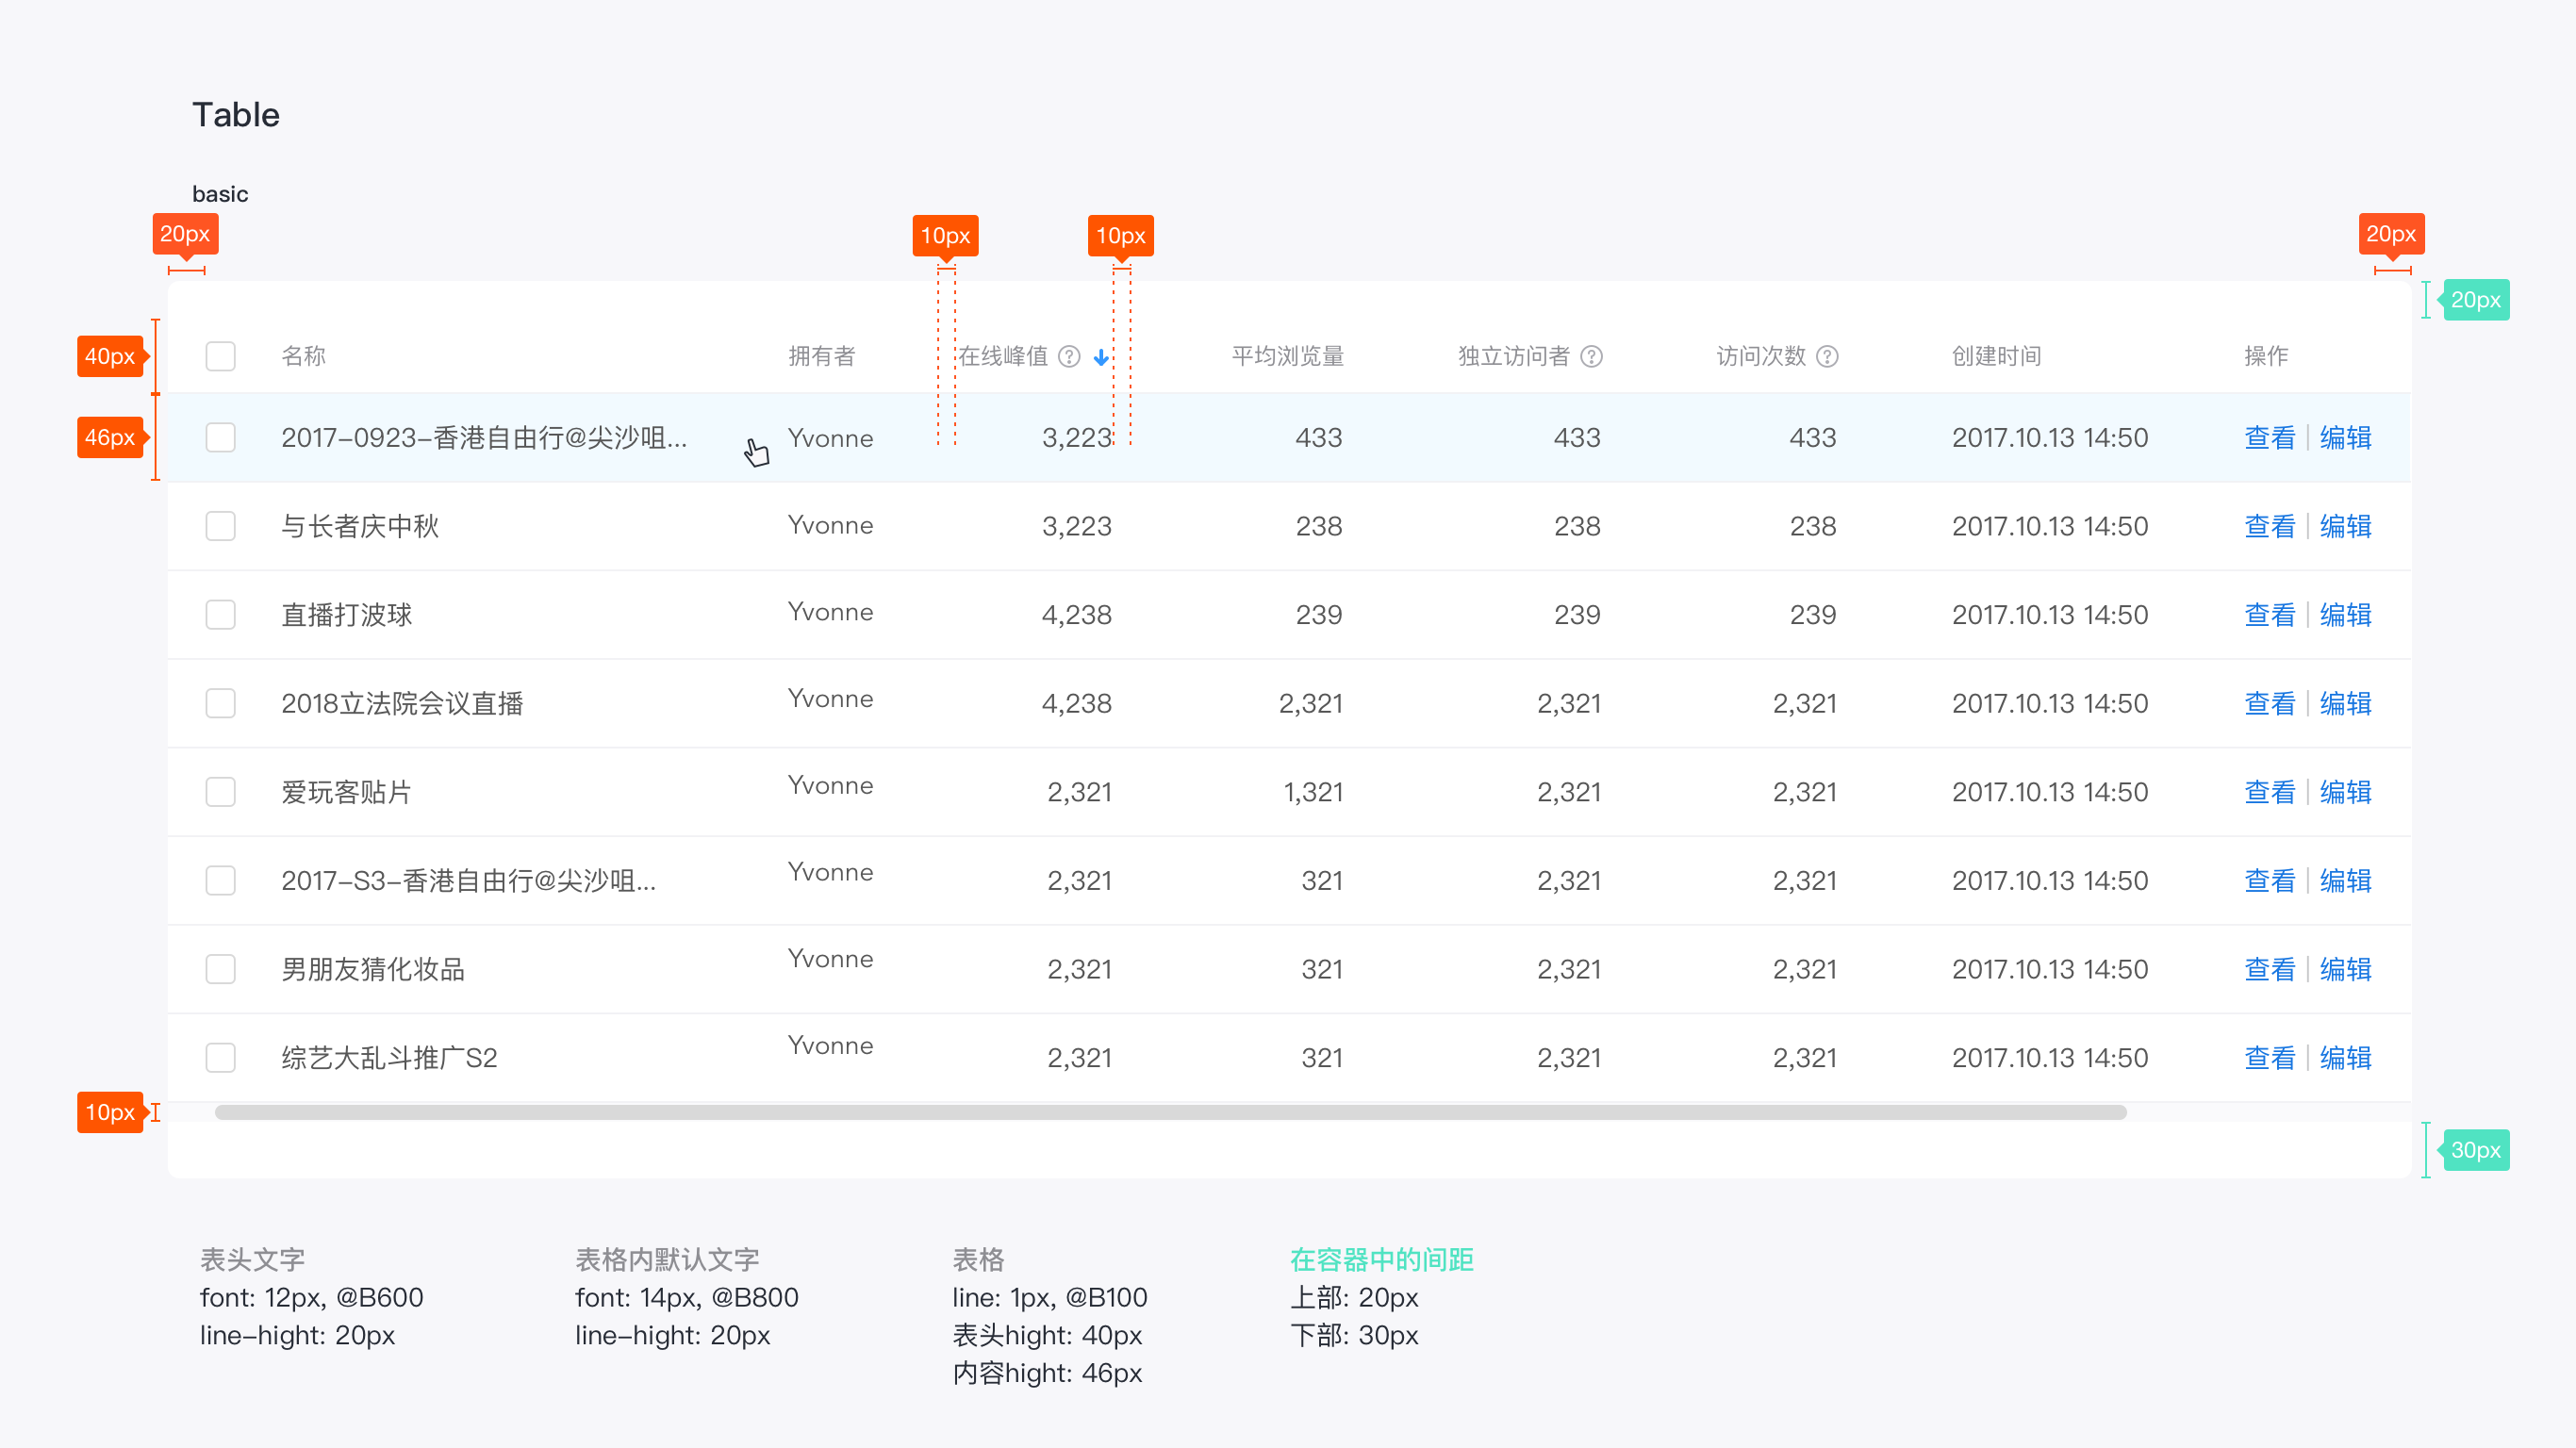 Table
basic
20px 10px 10px 20px
20px
40px 名称 拥有者 在线峰值 ? 平均浏览量 独立访问者 ? 访问次数 ? 创建时间 操作
46px 2017-0923-香港自由行@尖沙咀... Yvonne 3,223 433 433 433 2017.10.13 14:50 查看 | 编辑
与长者庆中秋 Yvonne 3,223 238 238 238 2017.10.13 14:50 查看 | 编辑
直播打波球 Yvonne 4,238 239 239 239 2017.10.13 14:50 查看 | 编辑
2018立法院会议直播 Yvonne 4,238 2,321 2,321 2,321 2017.10.13 14:50 查看 | 编辑
爱玩客贴片 Yvonne 2,321 1,321 2,321 2,321 2017.10.13 14:50 查看 | 编辑
2017-S3-香港自由行@尖沙咀... Yvonne 2,321 321 2,321 2,321 2017.10.13 14:50 查看 | 编辑
男朋友猜化妆品 Yvonne 2,321 321 2,321 2,321 2017.10.13 14:50 查看 | 编辑
综艺大乱斗推广S2 Yvonne 2,321 321 2,321 2,321 2017.10.13 14:50 查看 | 编辑
10px
30px
表头文字
font: 12px, @B600
line-hight: 20px
表格内默认文字
font: 14px, @B800
line-hight: 20px
表格
line: 1px, @B100
表头hight: 40px
内容hight: 46px
在容器中的间距
上部: 20px
下部: 30px